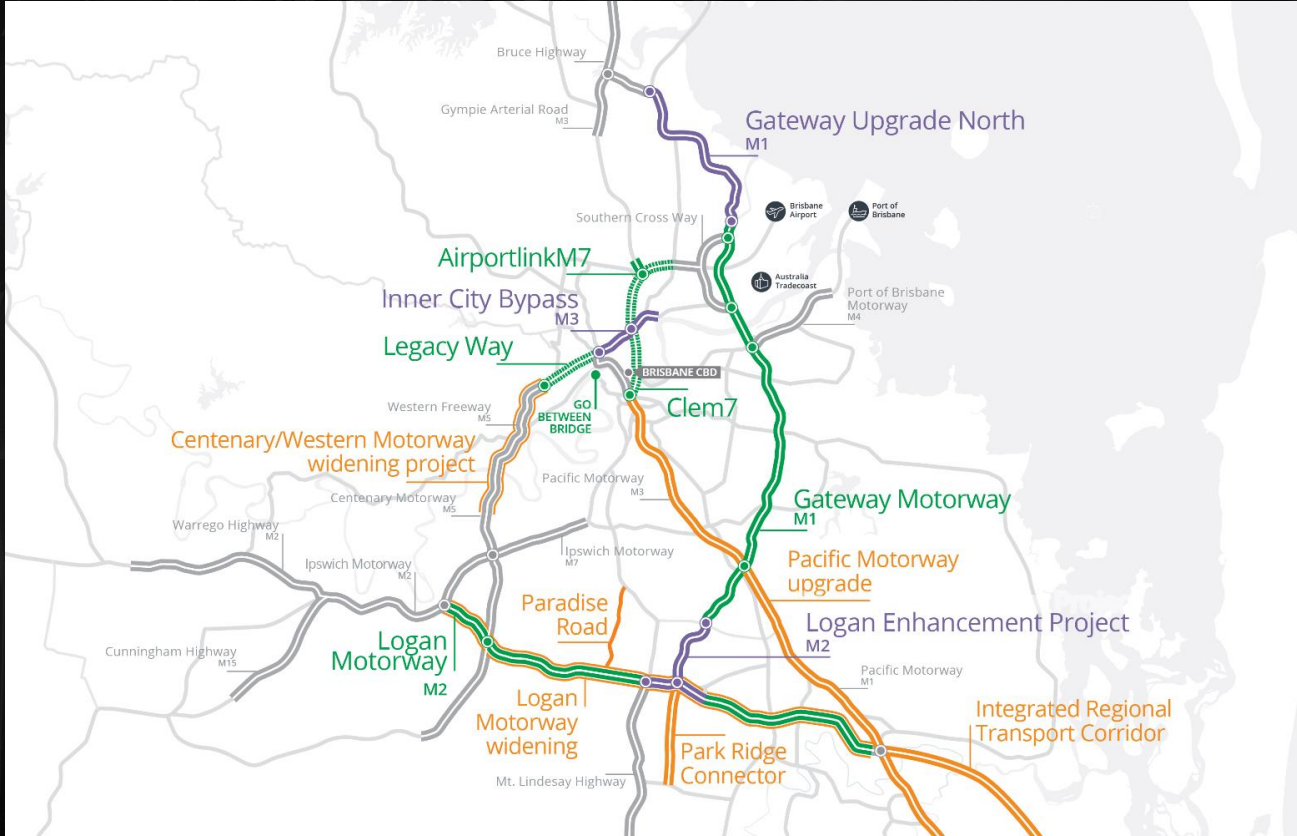 Bruce Highway
Gympie Arterial Road
M3
Gateway Upgrade North
M1
Southern Cross Way
Brisbane
Airport
Port of
Brisbane
AirportlinkM7
Australia
Tradecoast
Inner City Bypass
M3
Port of Brisbane
Motorway
M4
Legacy Way
BRISBANE CBD
Western Freeway
M5
GO
BETWEEN
BRIDGE
Clem7
Centenary/Western Motorway
widening project
Pacific Motorway
M3
Centenary Motorway
M5
Gateway Motorway
M1
Warrego Highway
M2
Ipswich Motorway
M2
Ipswich Motorway
M7
Pacific Motorway
upgrade
Paradise
Road
Logan Enhancement Project
M2
Cunningham Highway
M15
Logan
Motorway
M2
Pacific Motorway
M1
Logan
Motorway
widening
Integrated Regional
Transport Corridor
Park Ridge
Connector
Mt. Lindesay Highway